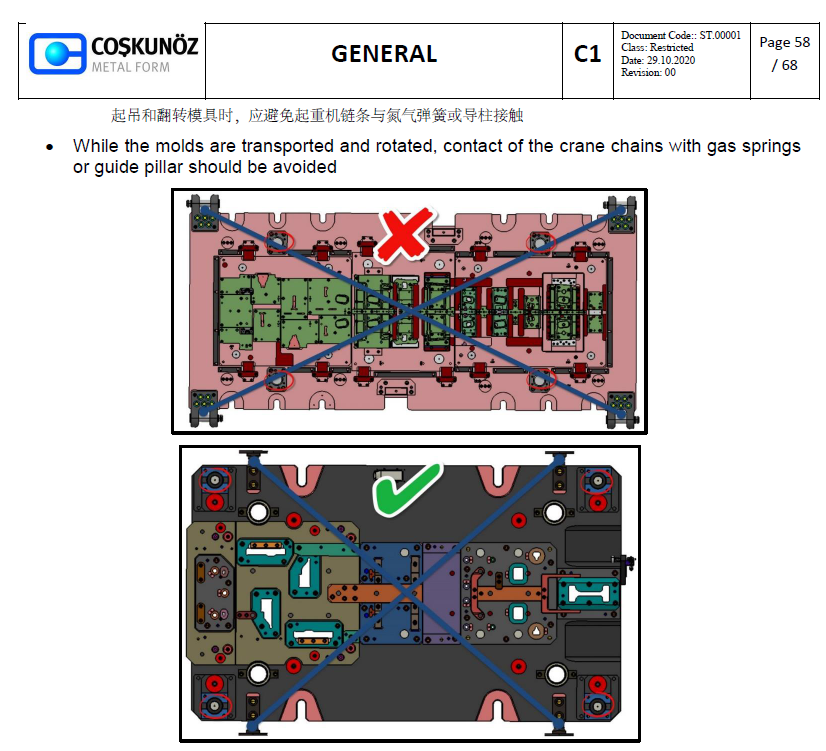 COŞKUNÖZ
METAL FORM
GENERAL
C1
Document Code:: ST.00001
Class: Restricted
Date: 29.10.2020
Revision: 00
Page 58
/ 68
起吊和翻转模具时，应避免起重机链条与氮气弹簧或导柱接触
• While the molds are transported and rotated, contact of the crane chains with gas springs
or guide pillar should be avoided